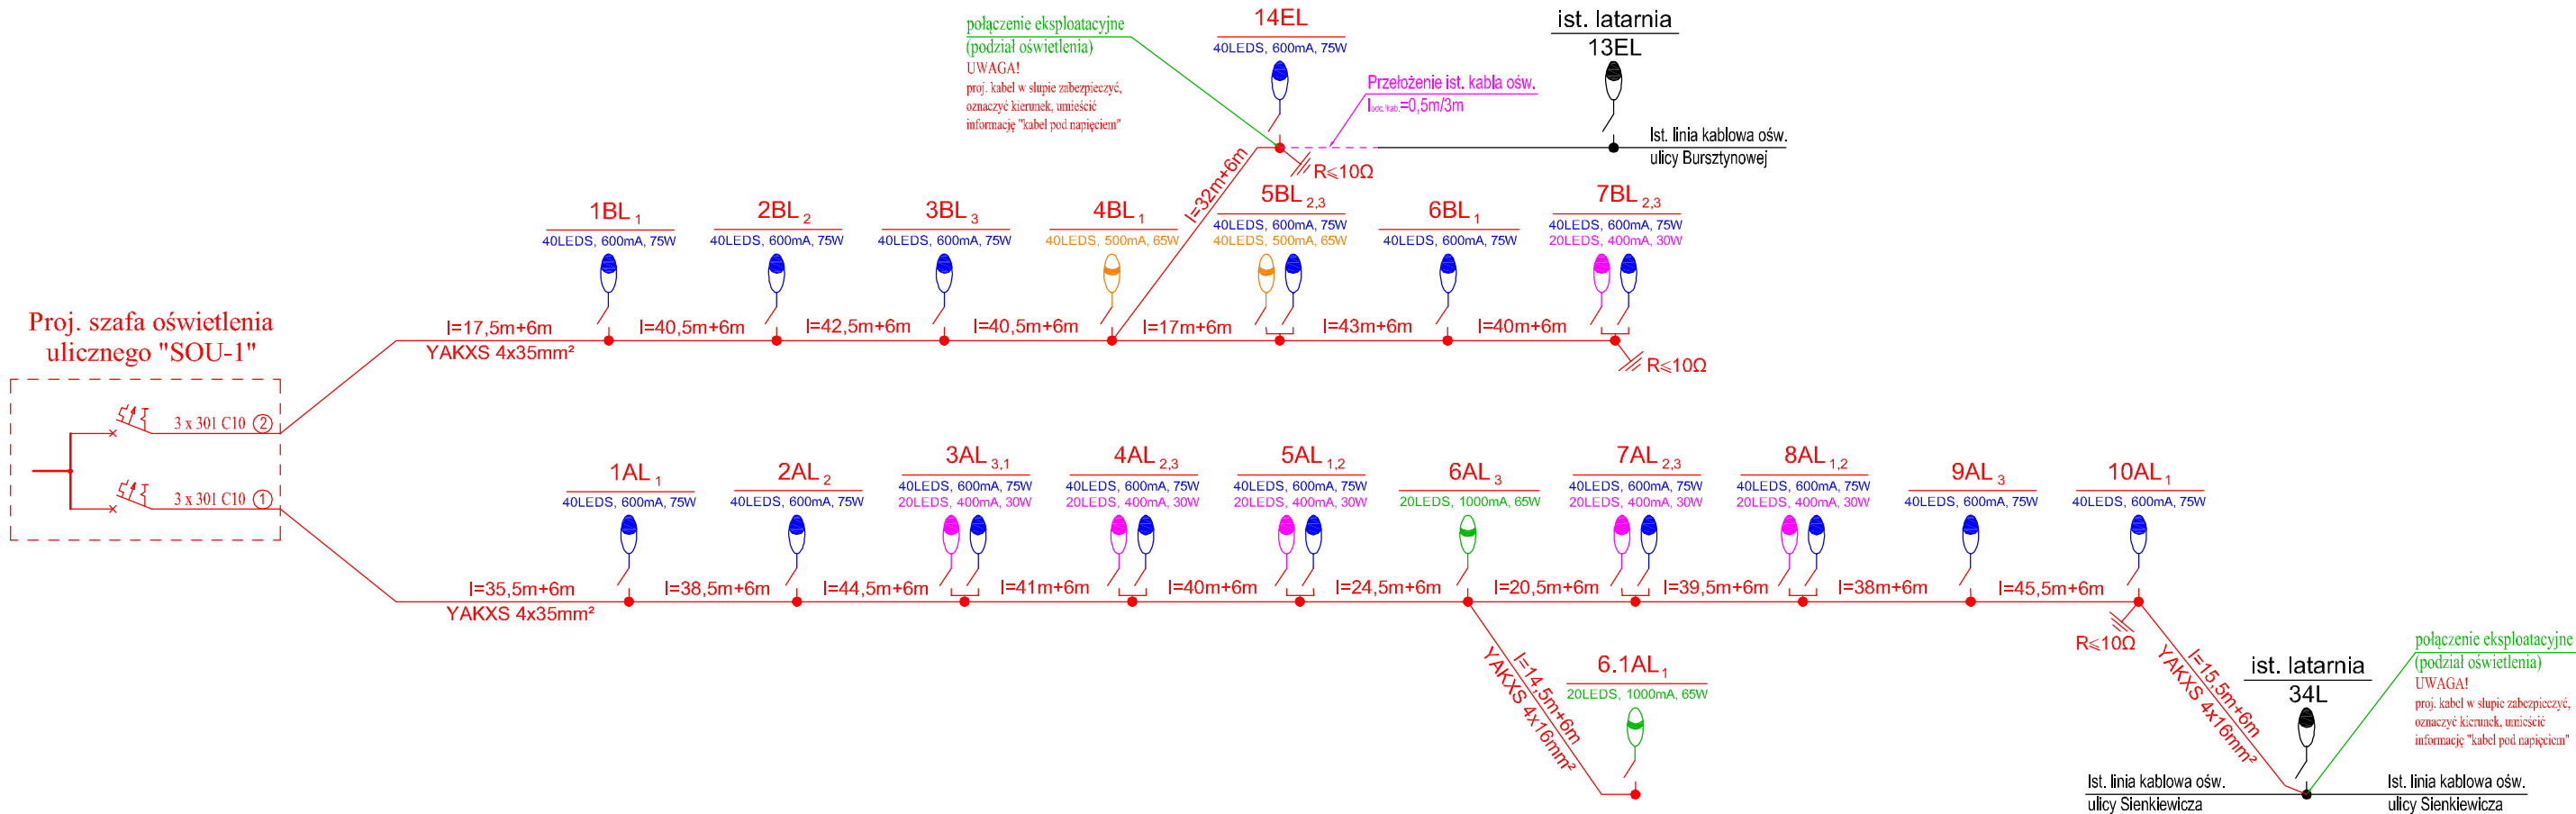 połączenie eksploatacyjne
(podział oświetlenia)
UWAGA!
proj. kabel w słupie zabezpieczyć,
oznaczyć kierunek, umieścić
informację "kabel pod napięciem"
14EL
40LEDS, 600mA, 75W
ist. latarnia
13EL
Przełożenie ist. kabla ośw.
=0,5m/3m
Ist. linia kablowa ośw.
ulicy Bursztynowej
R≤10Ω
l=32m+6m
1BL 1
40LEDS, 600mA, 75W
2BL 2
40LEDS, 600mA, 75W
3BL 3
40LEDS, 600mA, 75W
4BL 1
40LEDS, 500mA, 65W
5BL 2,3
40LEDS, 600mA, 75W
40LEDS, 500mA, 65W
6BL 1
40LEDS, 600mA, 75W
7BL 2,3
40LEDS, 600mA, 75W
20LEDS, 400mA, 30W
l=17,5m+6m
YAKXS 4x35mm²
l=40,5m+6m
l=42,5m+6m
l=40,5m+6m
l=17m+6m
l=43m+6m
l=40m+6m
R≤10Ω
Proj. szafa oświetlenia
ulicznego "SOU-1"
3 x 301 C10 2
3 x 301 C10 1
1AL 1
40LEDS, 600mA, 75W
2AL 2
40LEDS, 600mA, 75W
3AL 3,1
40LEDS, 600mA, 75W
20LEDS, 400mA, 30W
4AL 2,3
40LEDS, 600mA, 75W
20LEDS, 400mA, 30W
5AL 1,2
40LEDS, 600mA, 75W
20LEDS, 400mA, 30W
6AL 3
20LEDS, 1000mA, 65W
7AL 2,3
40LEDS, 600mA, 75W
20LEDS, 400mA, 30W
8AL 1,2
40LEDS, 600mA, 75W
20LEDS, 400mA, 30W
9AL 3
40LEDS, 600mA, 75W
10AL 1
40LEDS, 600mA, 75W
l=35,5m+6m
YAKXS 4x35mm²
l=38,5m+6m
l=44,5m+6m
l=41m+6m
l=40m+6m
l=24,5m+6m
l=20,5m+6m
l=39,5m+6m
l=38m+6m
l=45,5m+6m
R≤10Ω
l=14,5m+6m
YAKXS 4x16mm²
6.1AL 1
20LEDS, 1000mA, 65W
l=15,5m+6m
YAKXS 4x16mm²
ist. latarnia
34L
połączenie eksploatacyjne
(podział oświetlenia)
UWAGA!
proj. kabel w słupie zabezpieczyć,
oznaczyć kierunek, umieścić
informację "kabel pod napięciem"
Ist. linia kablowa ośw.
ulicy Sienkiewicza
Ist. linia kablowa ośw.
ulicy Sienkiewicza